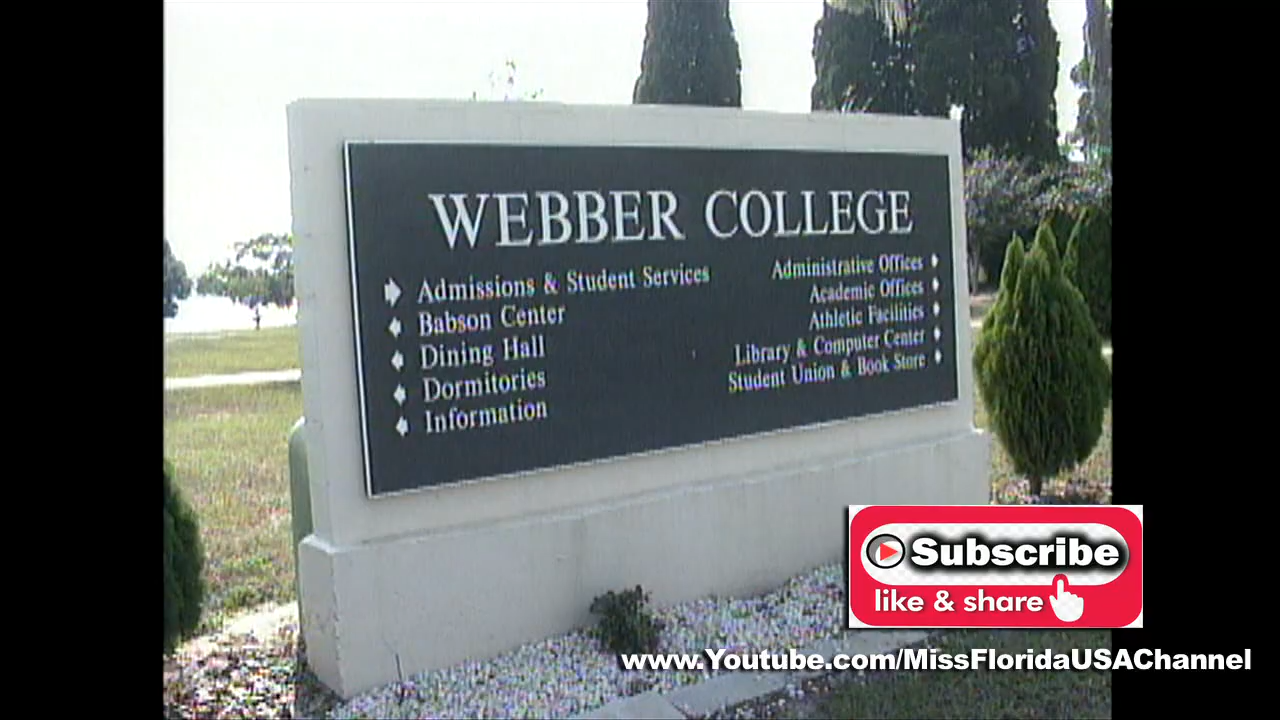 WEBBER COLLEGE
Admissions & Student Services
Babson Center
Dining Hall
Dormitories
Information
Administrative Offices
Academic Offices
Athletic Facilities
Library & Computer Center
Student Union & Book Store
Subscribe
like & share
www.Youtube.com/MissFloridaUSAChannel